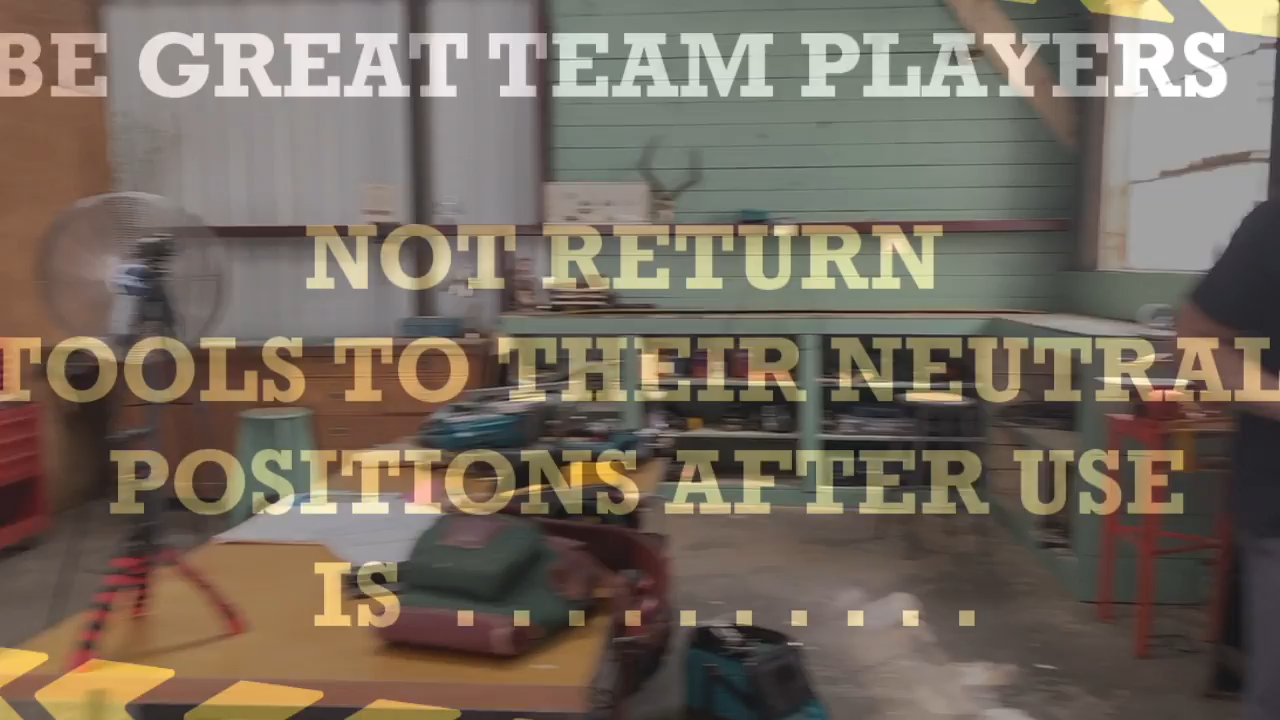 BE GREAT TEAM PLAYERS
NOT RETURN
TOOLS TO THEIR NEUTRAL
POSITIONS AFTER USE
IS ..........